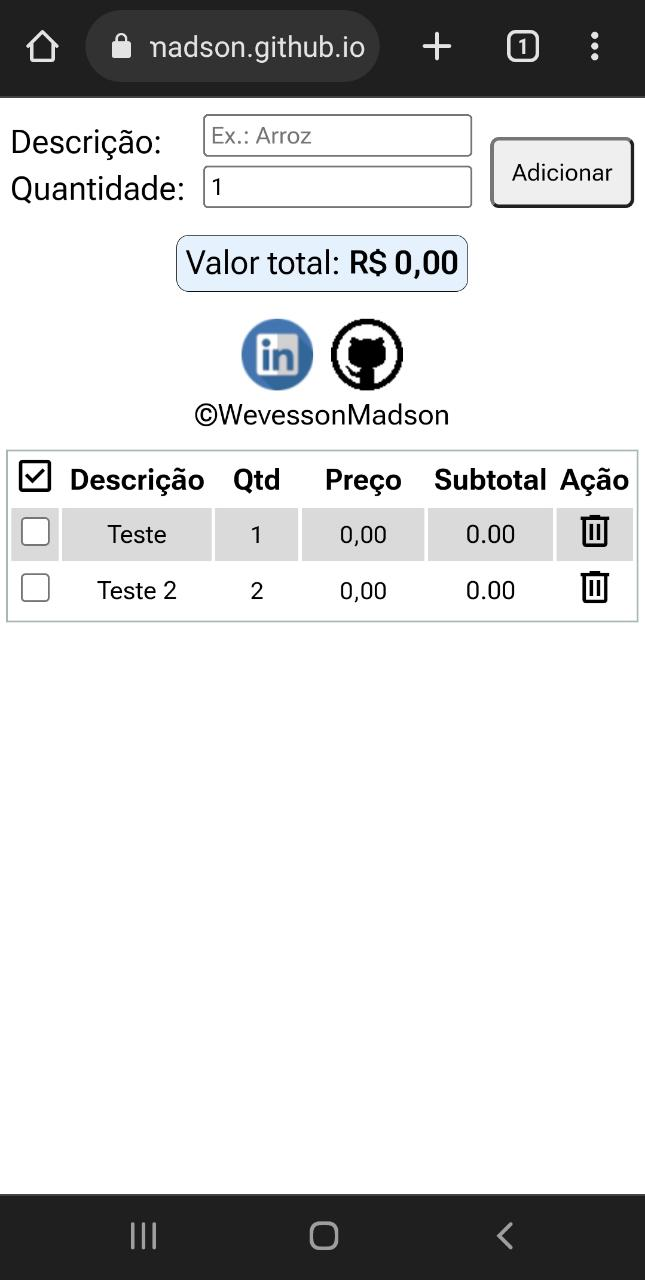 madson.github.io
1
Descrição:
Ex.: Arroz
Quantidade:
1
Adicionar
Valor total: R$ 0,00
in
©WevessonMadson
Descrição Qtd Preço Subtotal Ação
Teste 1 0,00 0.00
Teste 2 2 0,00 0.00